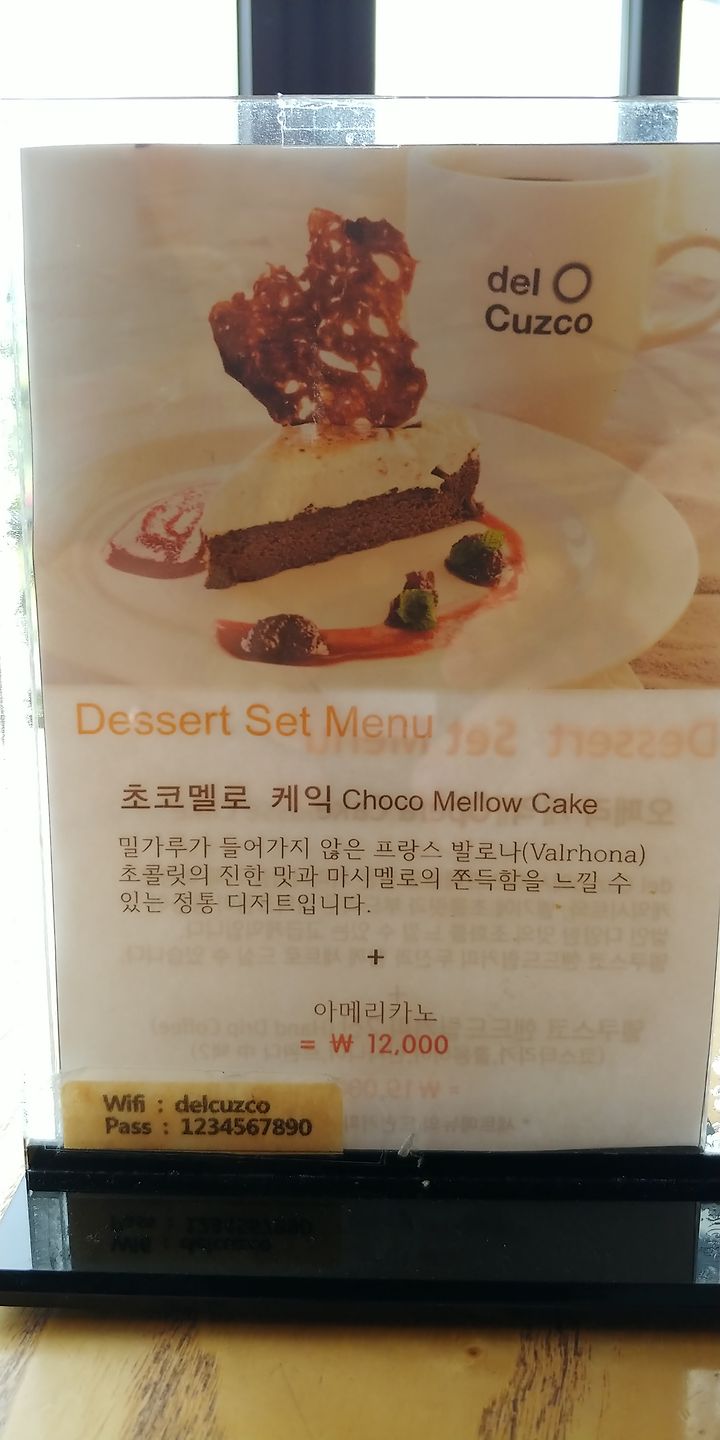 del O
Cuzco
Dessert Set Menu
초코멜로 케익 Choco Mellow Cake
밀가루가 들어가지 않은 프랑스 발로나(Valrhona)
초콜릿의 진한 맛과 마시멜로의 쫀득함을 느낄 수
있는 정통 디저트입니다.
+
아메리카노
= ₩ 12,000
Wifi : delcuzco
Pass : 1234567890